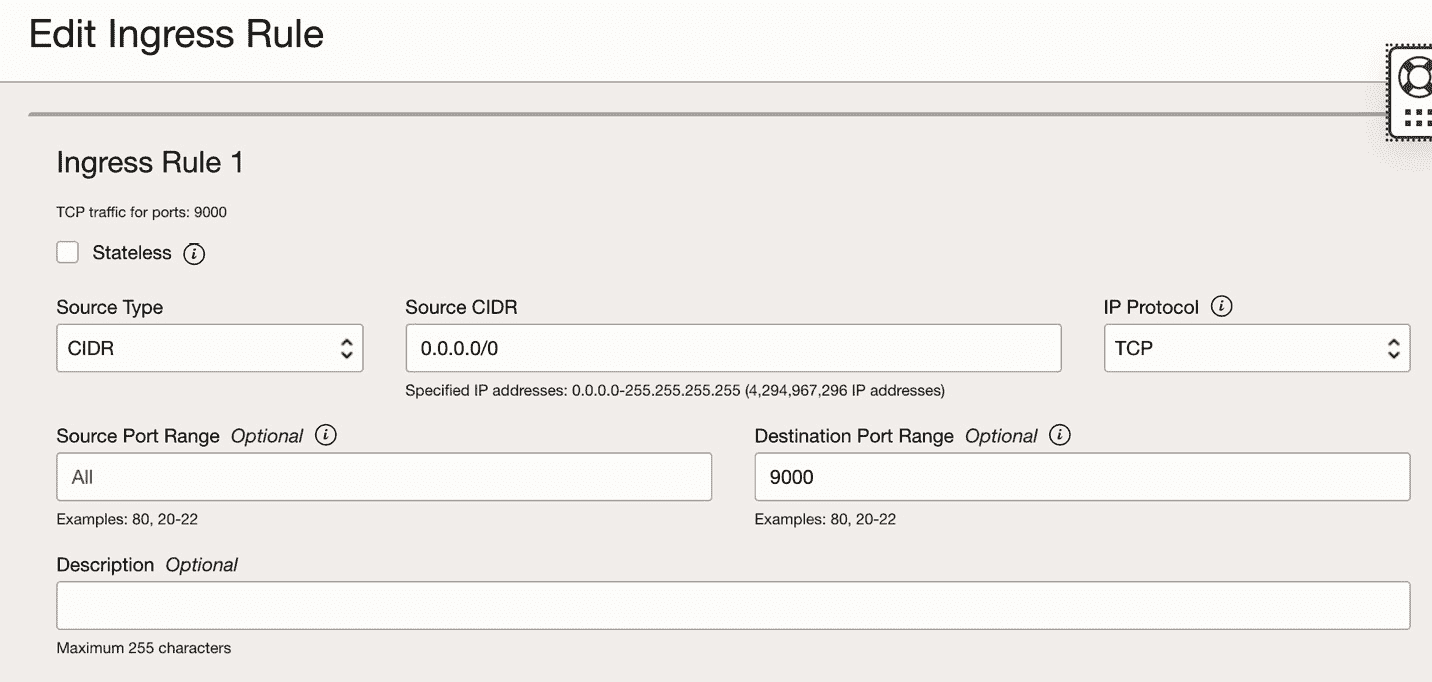 Edit Ingress Rule
Ingress Rule 1
TCP traffic for ports: 9000
Stateless
Source Type
Source CIDR
IP Protocol
CIDR
0.0.0.0/0
TCP
Specified IP addresses: 0.0.0.0-255.255.255.255 (4,294,967,296 IP addresses)
Source Port Range Optional
Destination Port Range Optional
All
9000
Examples: 80, 20-22
Examples: 80, 20-22
Description Optional
Maximum 255 characters